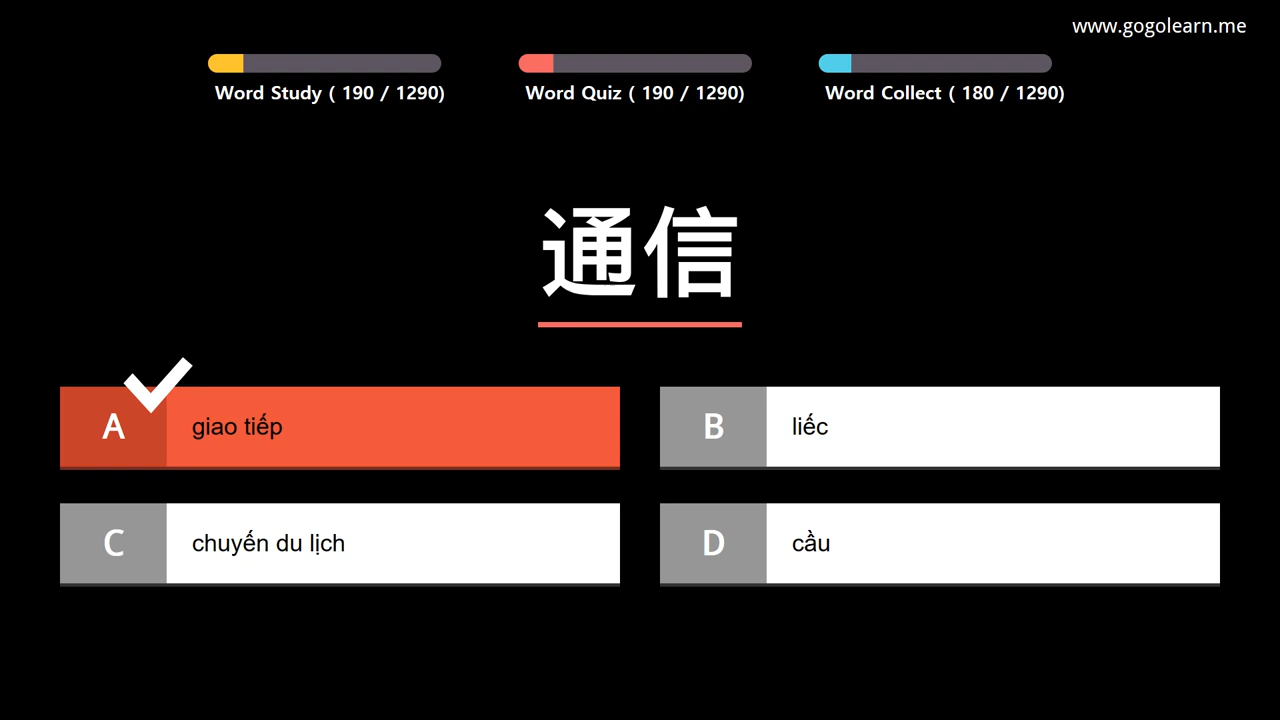 www.gogolearn.me
Word Study ( 190 / 1290)
Word Quiz ( 190 / 1290)
Word Collect ( 180 / 1290)
通信
A giao tiếp
B liếc
C chuyến du lịch
D cầu